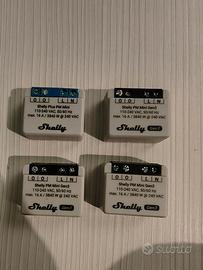 O O L N
Shelly Plus PM Mini
110-240 VAC, 50/60 Hz
max. 16 A / 3840 W @ 240 VAC
Shelly
O O L N
Shelly PM Mini Gen3
110-240 VAC, 50/60 Hz
max. 16 A / 3840 W @ 240 VAC
Shelly Gen3
O O L N
Shelly PM Mini Gen3
110-240 VAC, 50/60 Hz
max. 16 A / 3840 W @ 240 VAC
Shelly Gen3
O O L N
Shelly PM Mini Gen3
110-240 VAC, 50/60 Hz
max. 16 A / 3840 W @ 240 VAC
Shelly Gen3
subito